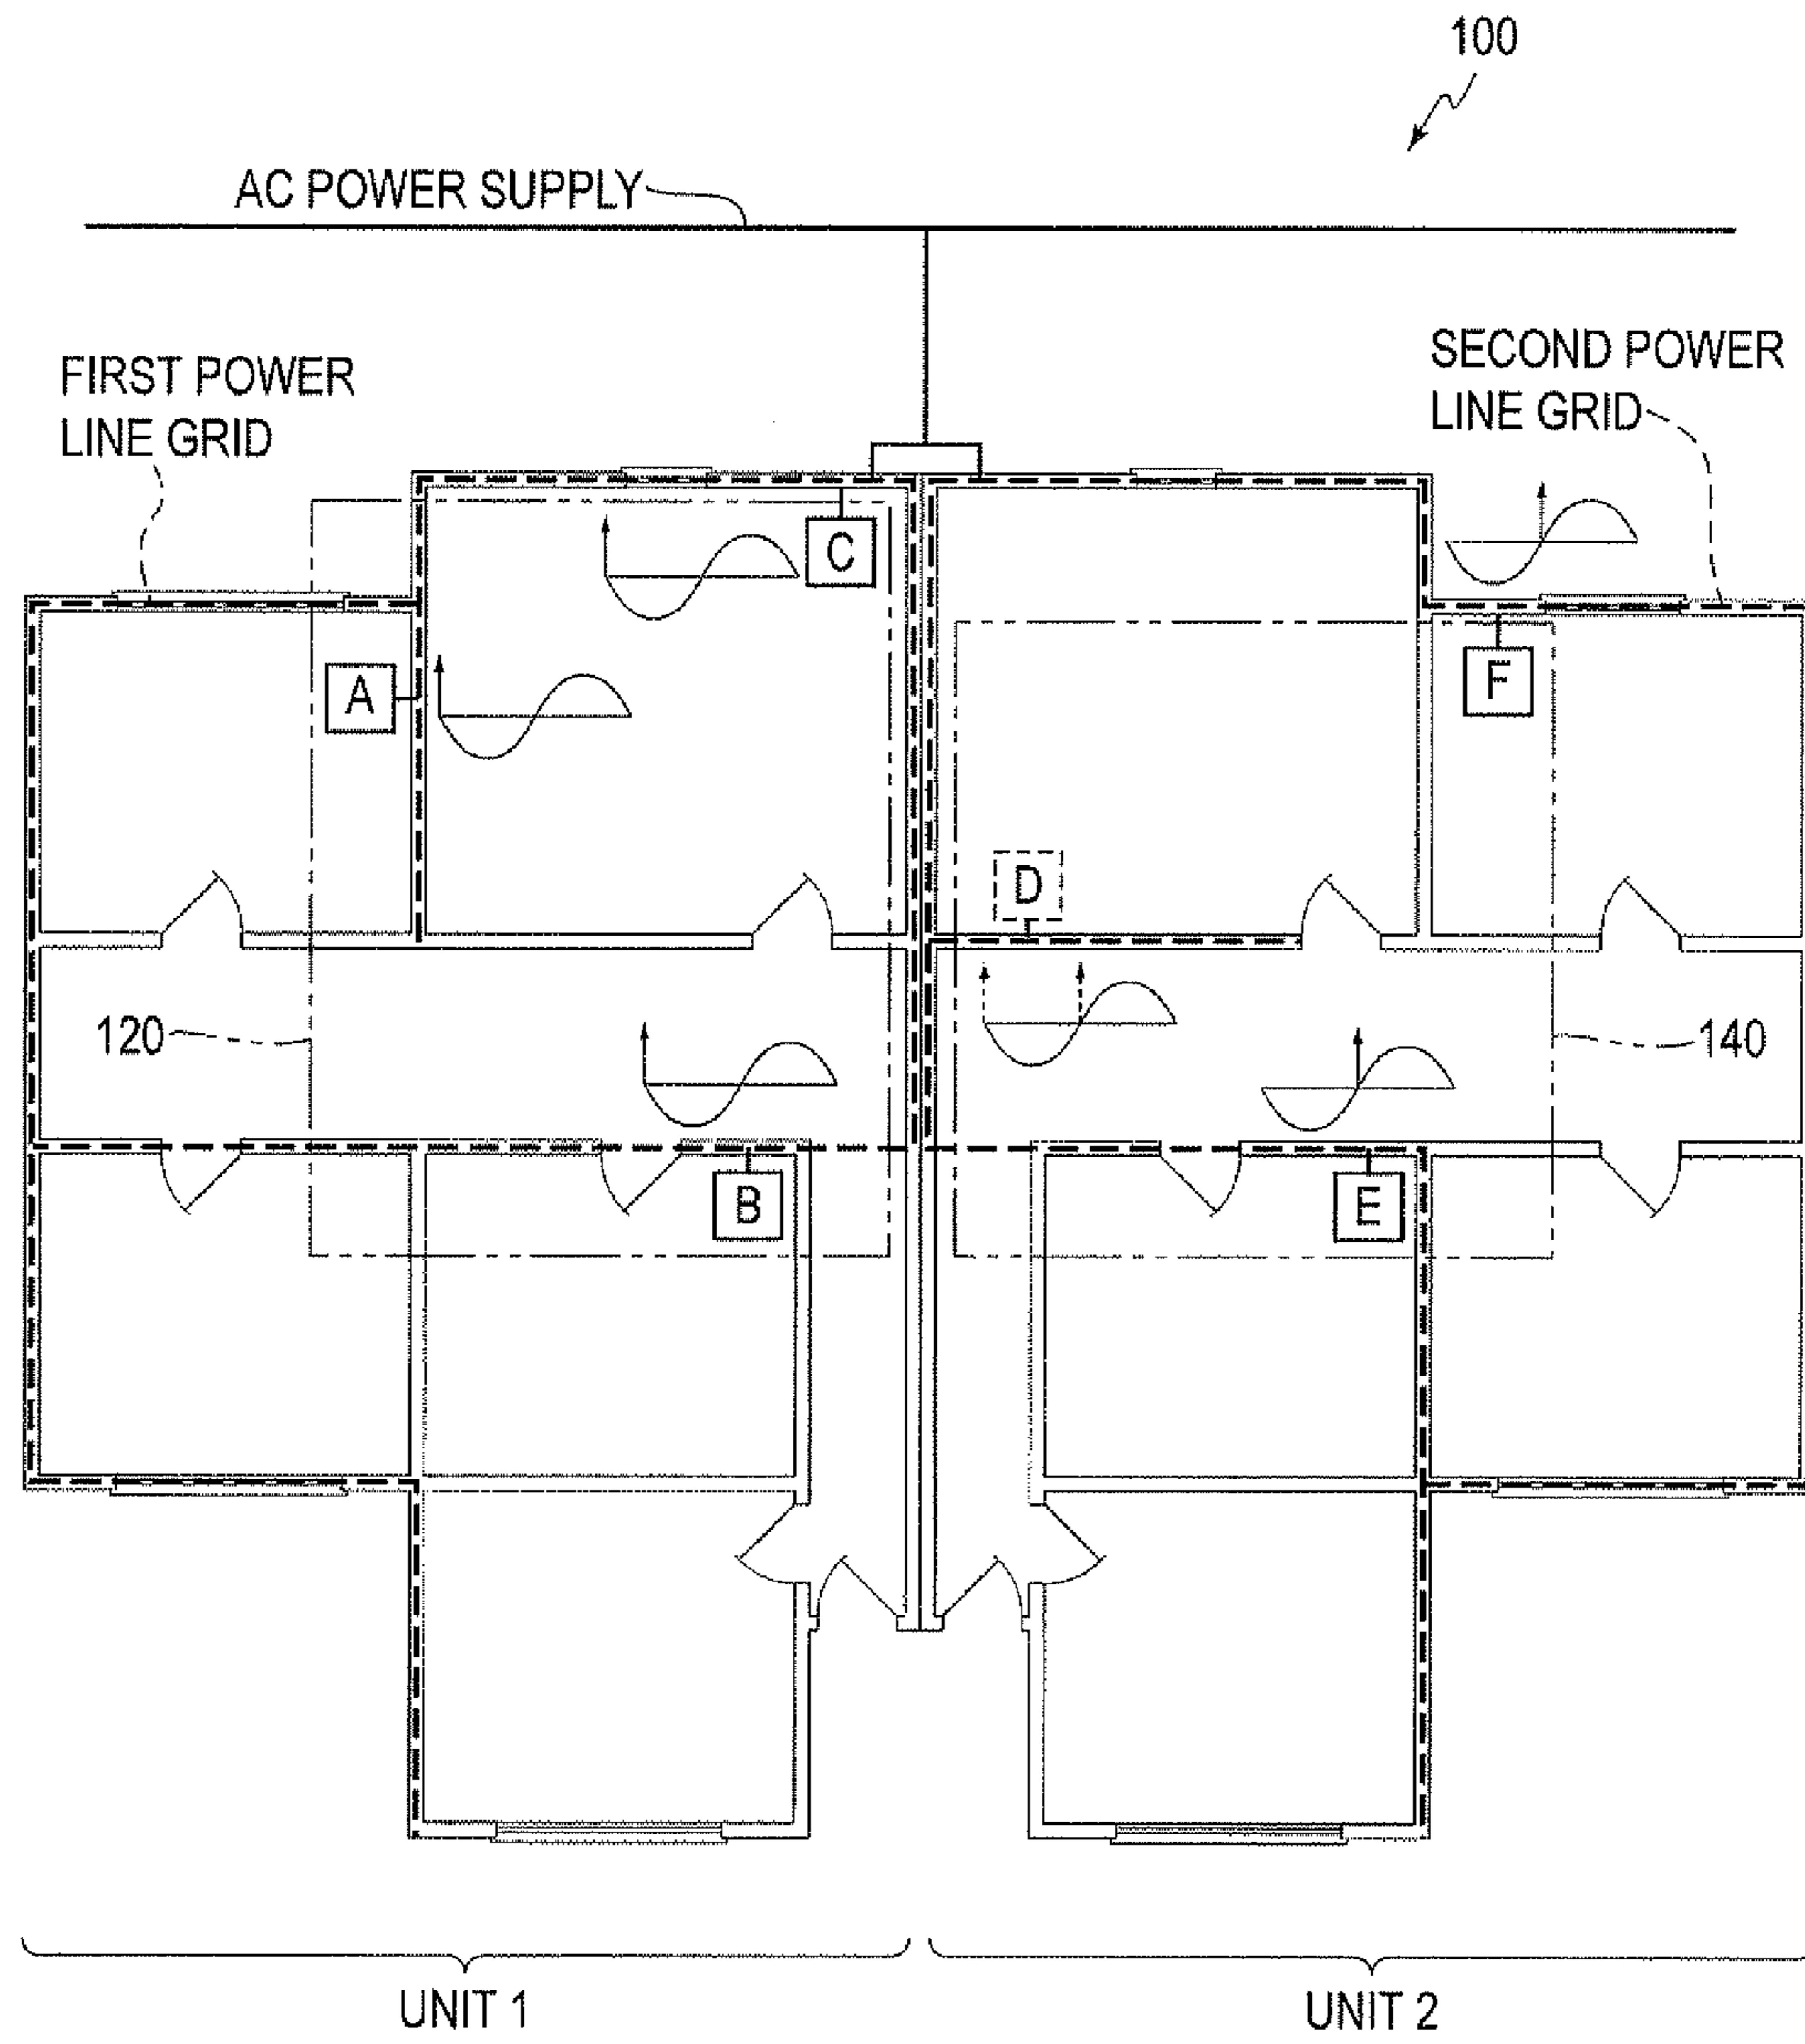 100
AC POWER SUPPLY
FIRST POWER
LINE GRID
SECOND POWER
LINE GRID
C
A
F
D
120
140
B
E
UNIT 1
UNIT 2